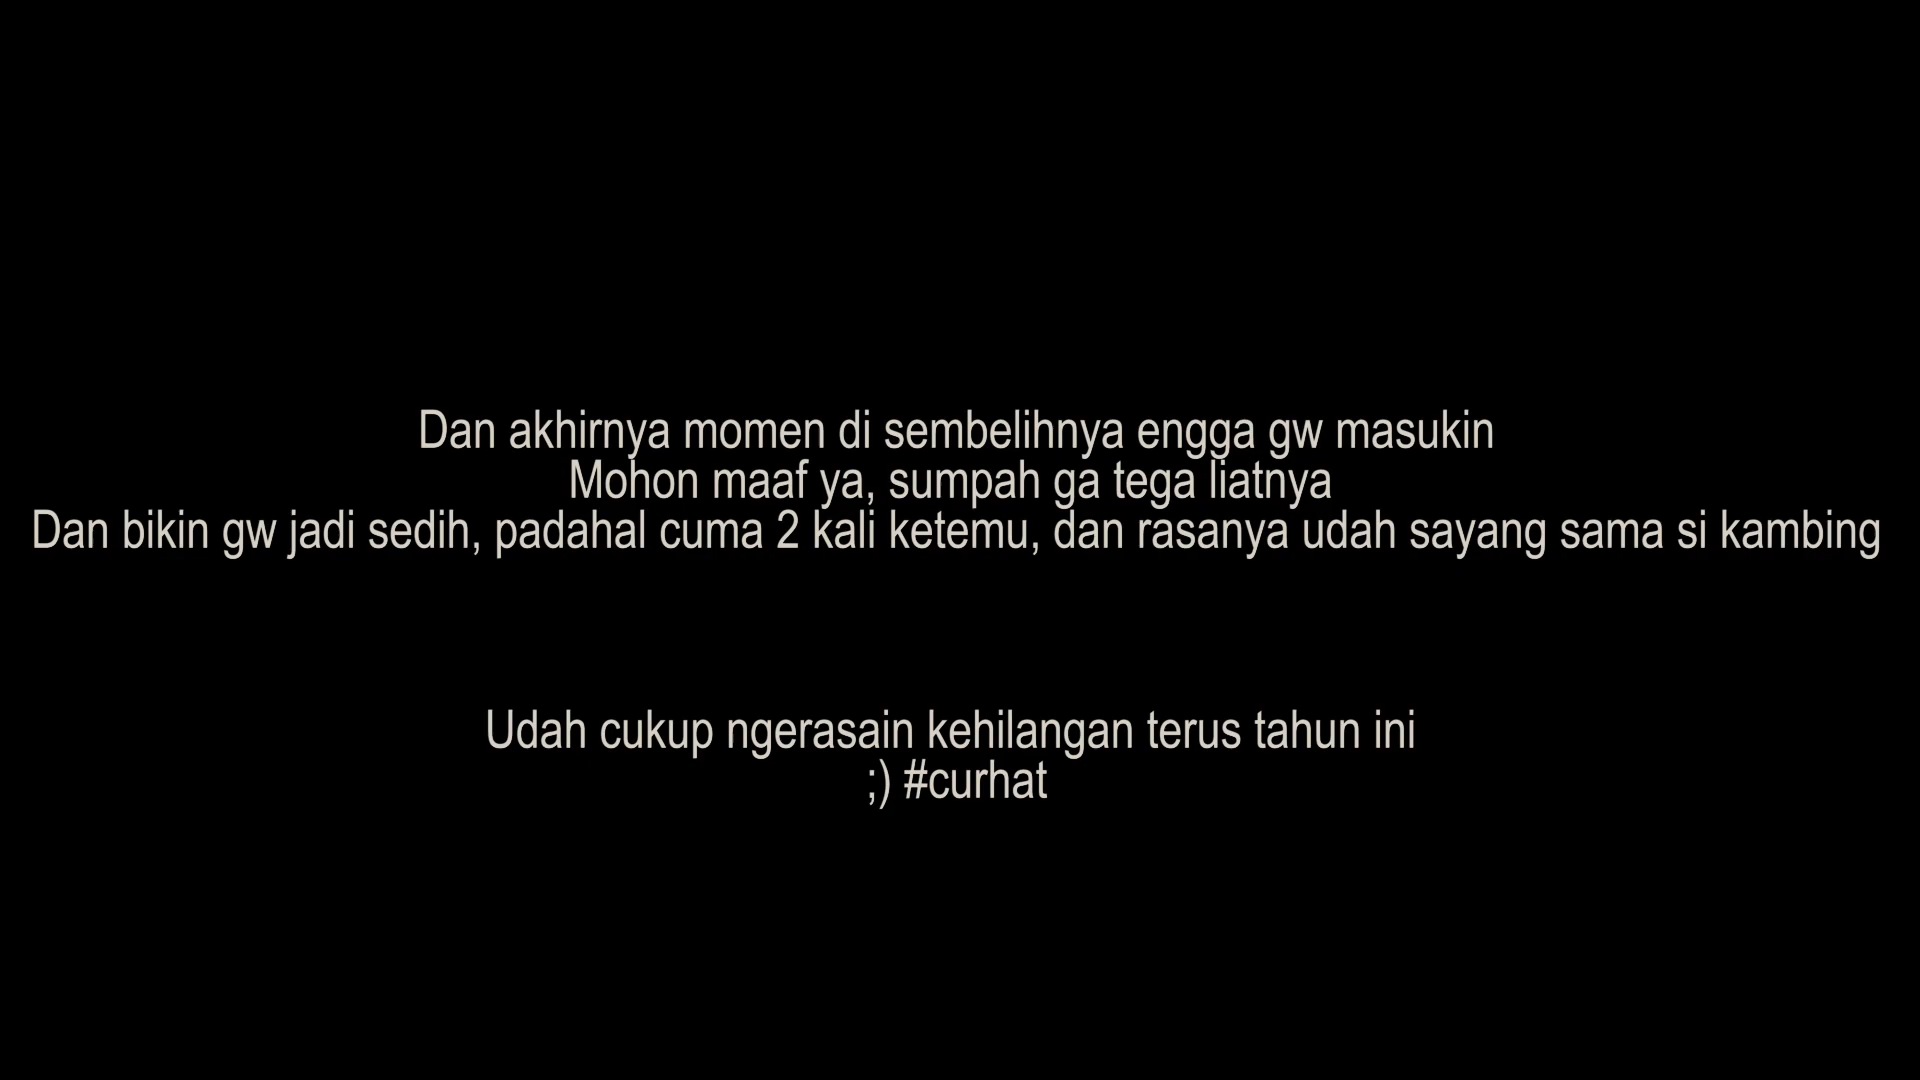 Dan akhirnya momen di sembelihnya engga gw masukin
Mohon maaf ya, sumpah ga tega liatnya
Dan bikin gw jadi sedih, padahal cuma 2 kali ketemu, dan rasanya udah sayang sama si kambing
Udah cukup ngerasain kehilangan terus tahun ini
;) #curhat